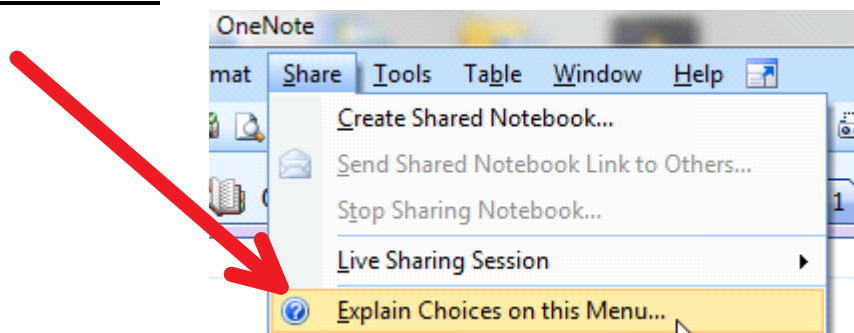 OneNote
mat Share Tools Table Window Help
Create Shared Notebook...
Send Shared Notebook Link to Others...
Stop Sharing Notebook...
1
Live Sharing Session
Explain Choices on this Menu...